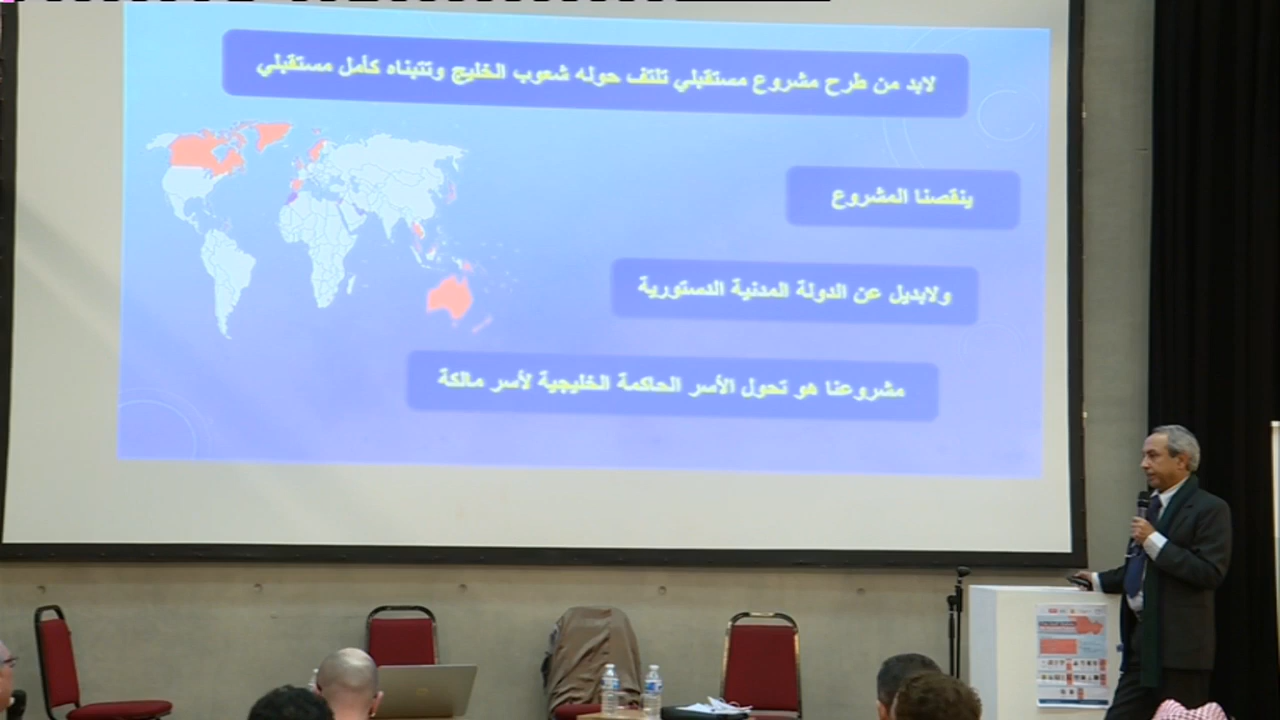 لابد من طرح مشروع مستقبلي تلتف حوله شعوب الخليج وتتبناه كأمل مستقبلي
ينقصنا المشروع
ولابديل عن الدولة المدنية الدستورية
مشروعنا هو تحول الأسر الحاكمة الخليجية لأسر مالكة